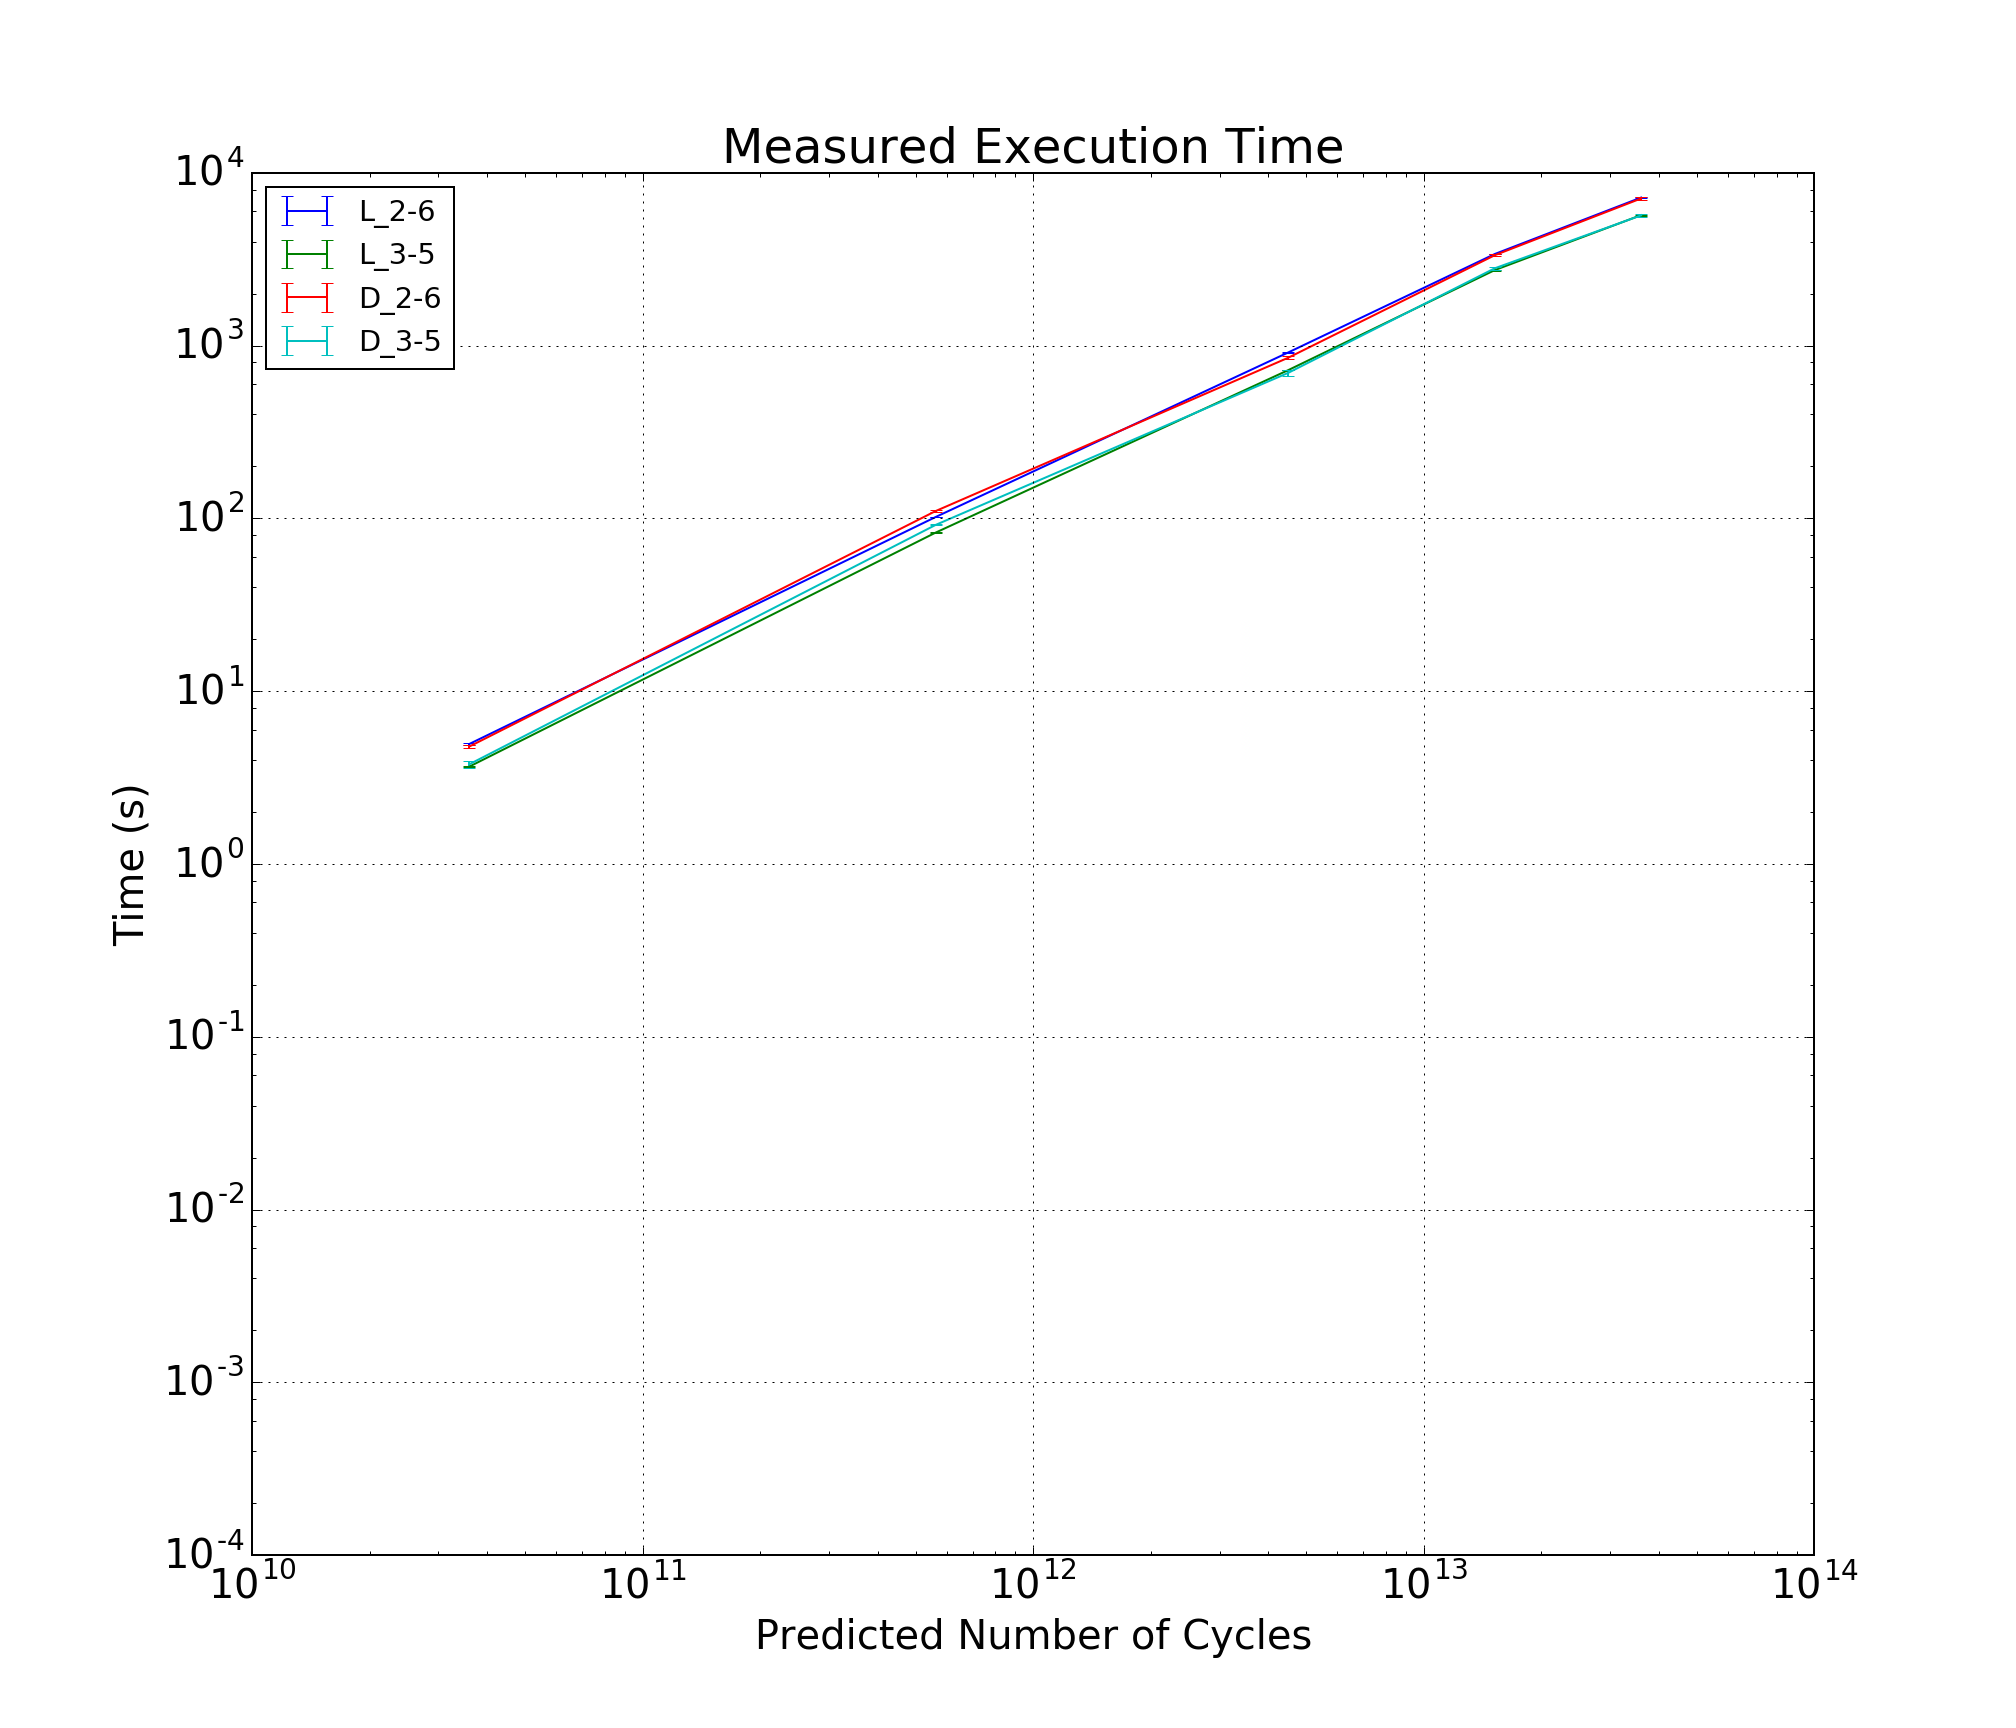 Measured Execution Time
10^4
10^3
10^2
10^1
10^0
10^-1
10^-2
10^-3
10^-4
L_2-6
L_3-5
D_2-6
D_3-5
Time (s)
10^10 10^11 10^12 10^13 10^14
Predicted Number of Cycles